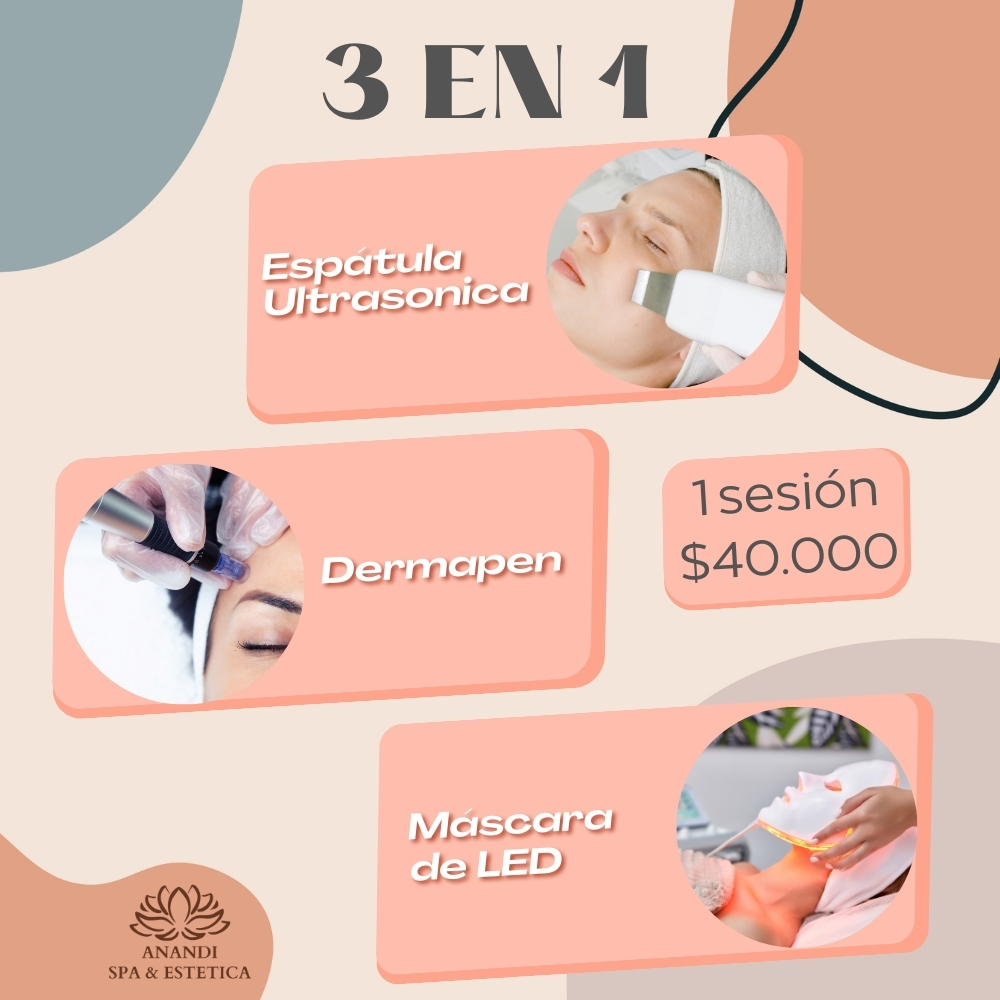 3 EN 1
Espátula
Ultrasonica
Dermapen
1 sesión
$40.000
Máscara
de LED
ANANDI
SPA & ESTETICA